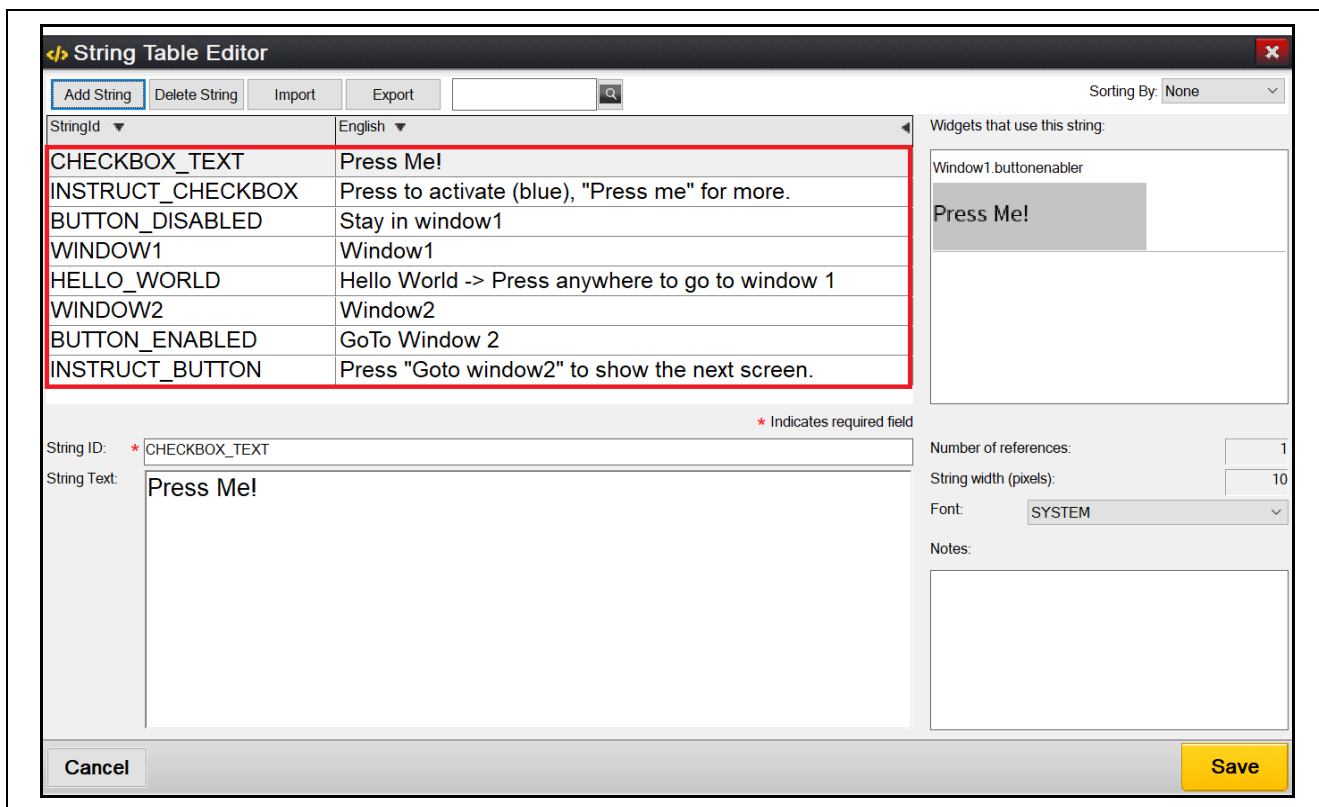 </> String Table Editor
Add String Delete String Import Export Sorting By: None
StringId English Widgets that use this string:
CHECKBOX_TEXT Press Me!
INSTRUCT_CHECKBOX Press to activate (blue), "Press me" for more.
BUTTON_DISABLED Stay in window1
WINDOW1 Window1
HELLO_WORLD Hello World -> Press anywhere to go to window 1
WINDOW2 Window2
BUTTON_ENABLED GoTo Window 2
INSTRUCT_BUTTON Press "Goto window2" to show the next screen.
Window1.buttonenabler
Press Me!
* Indicates required field
String ID: * CHECKBOX_TEXT
String Text: Press Me!
Number of references: 1
String width (pixels): 10
Font: SYSTEM
Notes:
Cancel Save